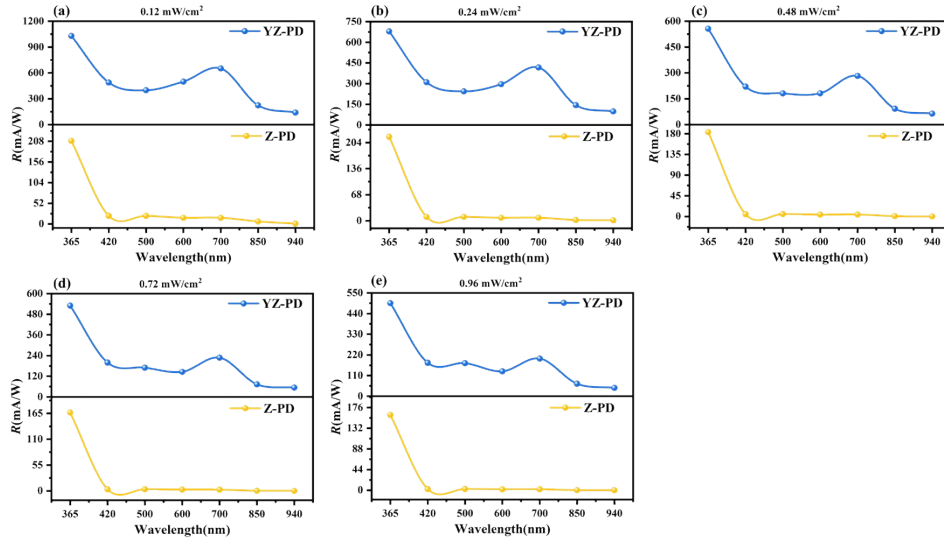 (a) 0.12 mW/cm²
1200
900
600
300
0
YZ-PD
208
156
104
52
0
Z-PD
R(mA/W)
365 420 500 600 700 850 940
Wavelength(nm)
(b) 0.24 mW/cm²
750
600
450
300
150
0
YZ-PD
204
136
68
0
Z-PD
R(mA/W)
365 420 500 600 700 850 940
Wavelength(nm)
(c) 0.48 mW/cm²
600
450
300
150
0
YZ-PD
180
135
90
45
0
Z-PD
R(mA/W)
365 420 500 600 700 850 940
Wavelength(nm)
(d) 0.72 mW/cm²
600
480
360
240
120
0
YZ-PD
165
110
55
0
Z-PD
R(mA/W)
365 420 500 600 700 850 940
Wavelength(nm)
(e) 0.96 mW/cm²
550
440
330
220
110
0
YZ-PD
176
132
88
44
0
Z-PD
R(mA/W)
365 420 500 600 700 850 940
Wavelength(nm)